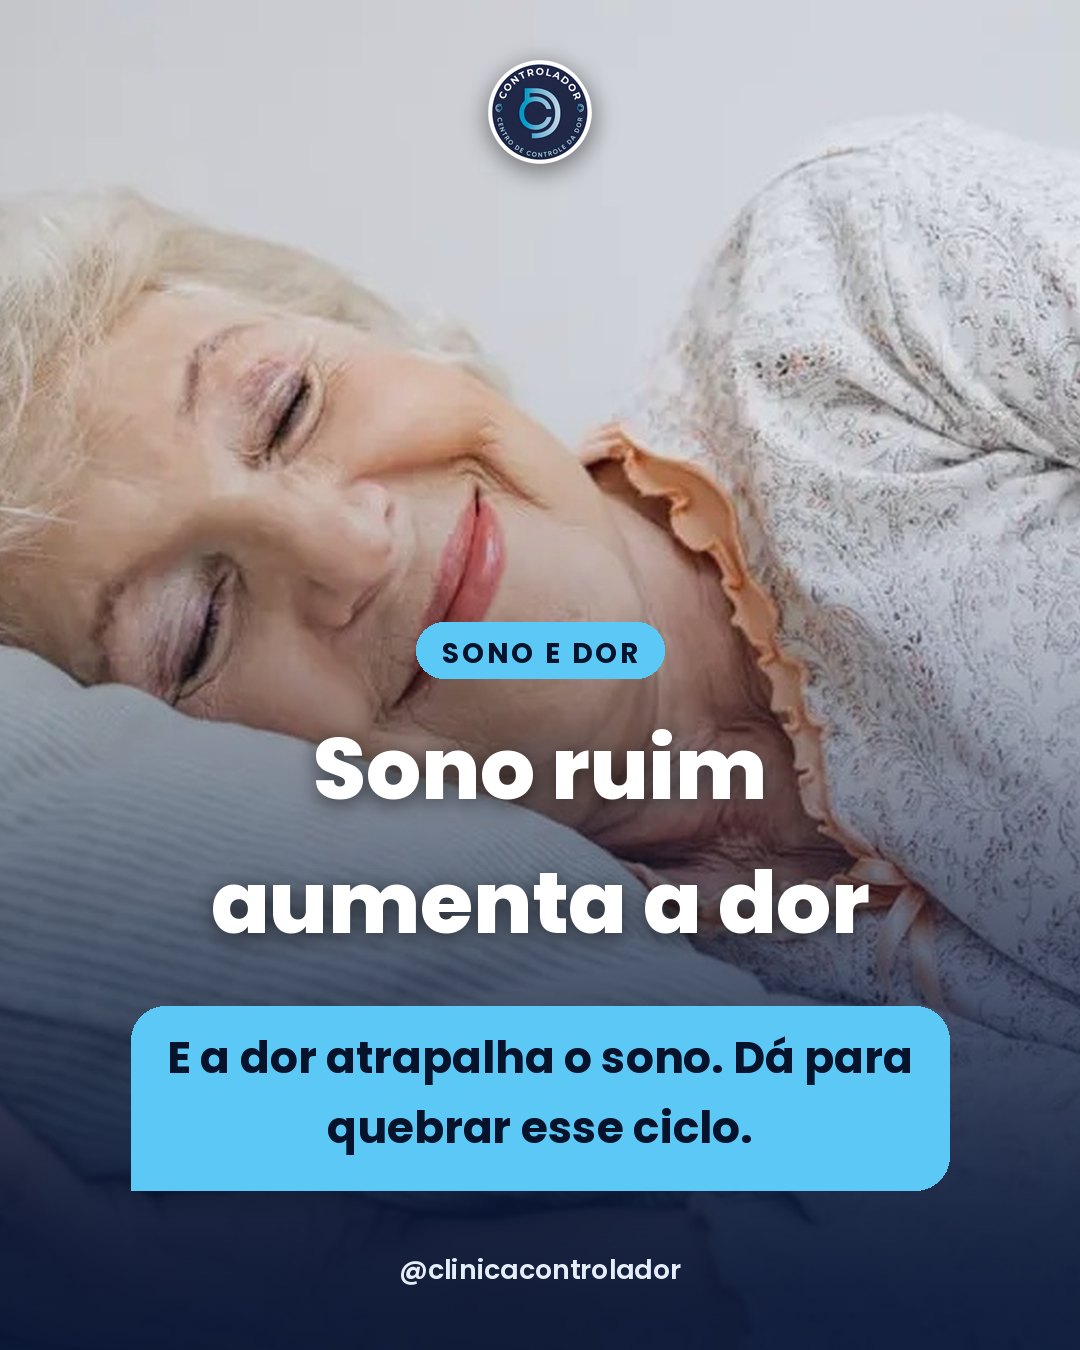 CONTROLADOR
CENTRO DE CONTROLE DA DOR
SONO E DOR
Sono ruim
aumenta a dor
E a dor atrapalha o sono. Dá para
quebrar esse ciclo.
@clinicacontrolador